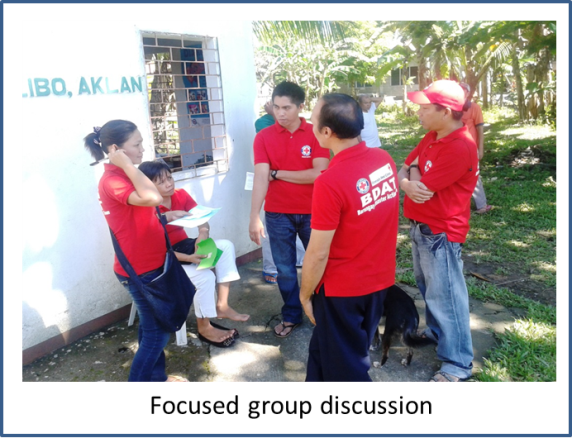 LIBO, AKLAN
BDAT
Focused group discussion